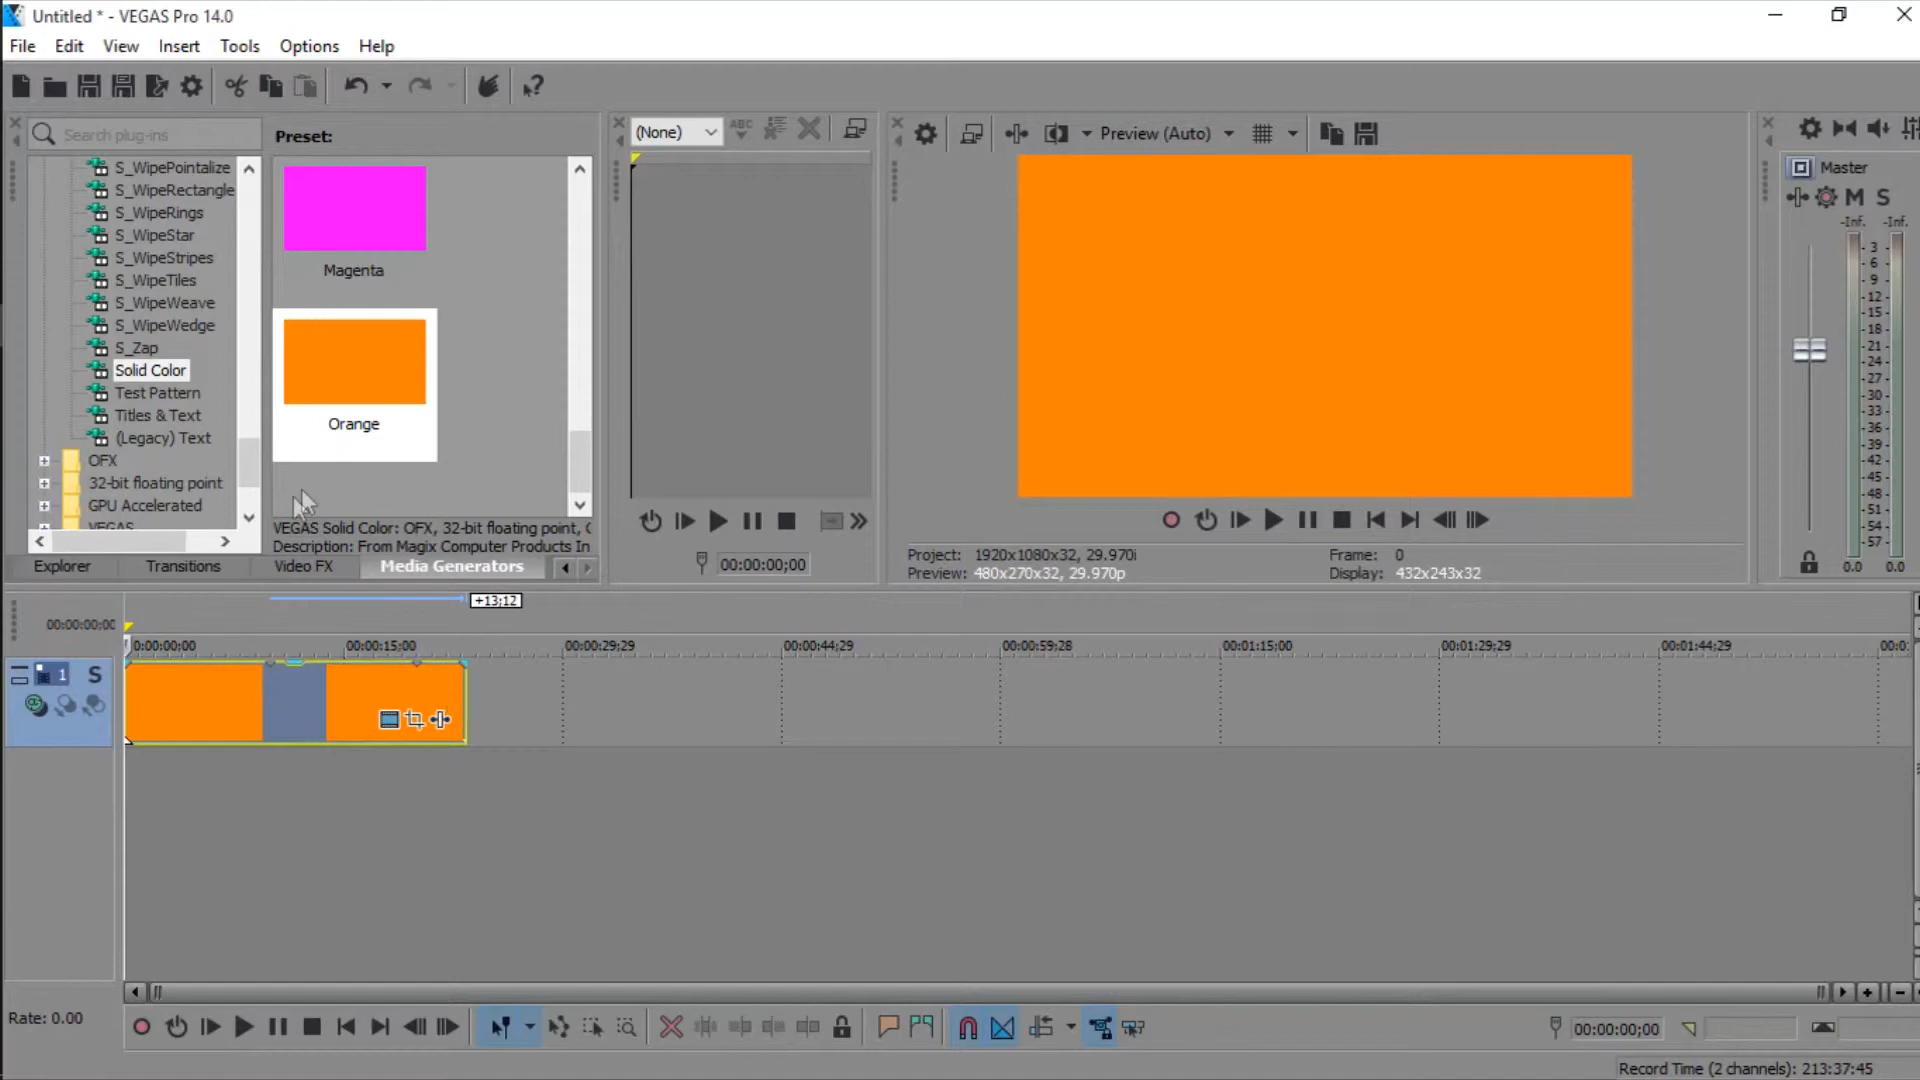 Untitled * - VEGAS Pro 14.0
File Edit View Insert Tools Options Help
Search plug-ins
Preset:
(None)
Preview (Auto)
S_WipePointalize
S_WipeRectangle
S_WipeRings
S_WipeStar
S_WipeStripes
S_WipeTiles
S_WipeWeave
S_WipeWedge
S_Zap
Solid Color
Test Pattern
Titles & Text
(Legacy) Text
OFX
32-bit floating point
GPU Accelerated
VEGAS
Magenta
Orange
VEGAS Solid Color: OFX, 32-bit floating point,
Description: From Magix Computer Products In
Explorer Transitions Video FX Media Generators
00:00:00;00
Project: 1920x1080x32, 29.970i
Preview: 480x270x32, 29.970p
Frame: 0
Display: 432x243x32
Master
M S
-Inf. -Inf.
3
6
9
12
15
18
21
24
27
30
33
36
39
42
45
48
51
54
57
0.0 0.0
+13;12
00:00:00;00
0:00:00;00 00:00:15;00 00:00:29;29 00:00:44;29 00:00:59;28 00:01:15;00 00:01:29;29 00:01:44;29 00:0
1 S
Rate: 0.00
00:00:00;00
Record Time (2 channels): 213:37:45